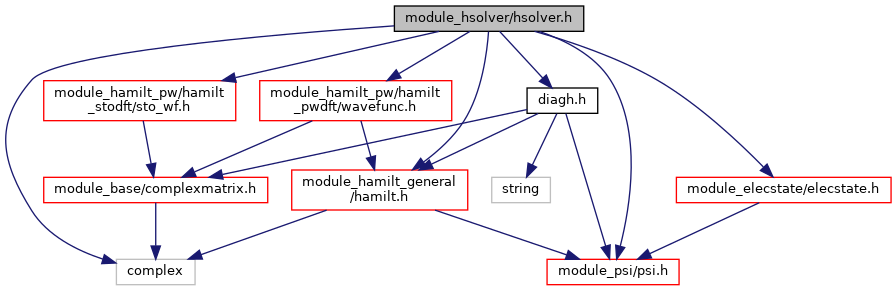 module_hsolver/hsolver.h
module_hamilt_pw/hamilt
_stodft/sto_wf.h
module_hamilt_pw/hamilt
_pwdft/wavefunc.h
diagh.h
module_base/complexmatrix.h
module_hamilt_general
/hamilt.h
string
module_elecstate/elecstate.h
complex
module_psi/psi.h